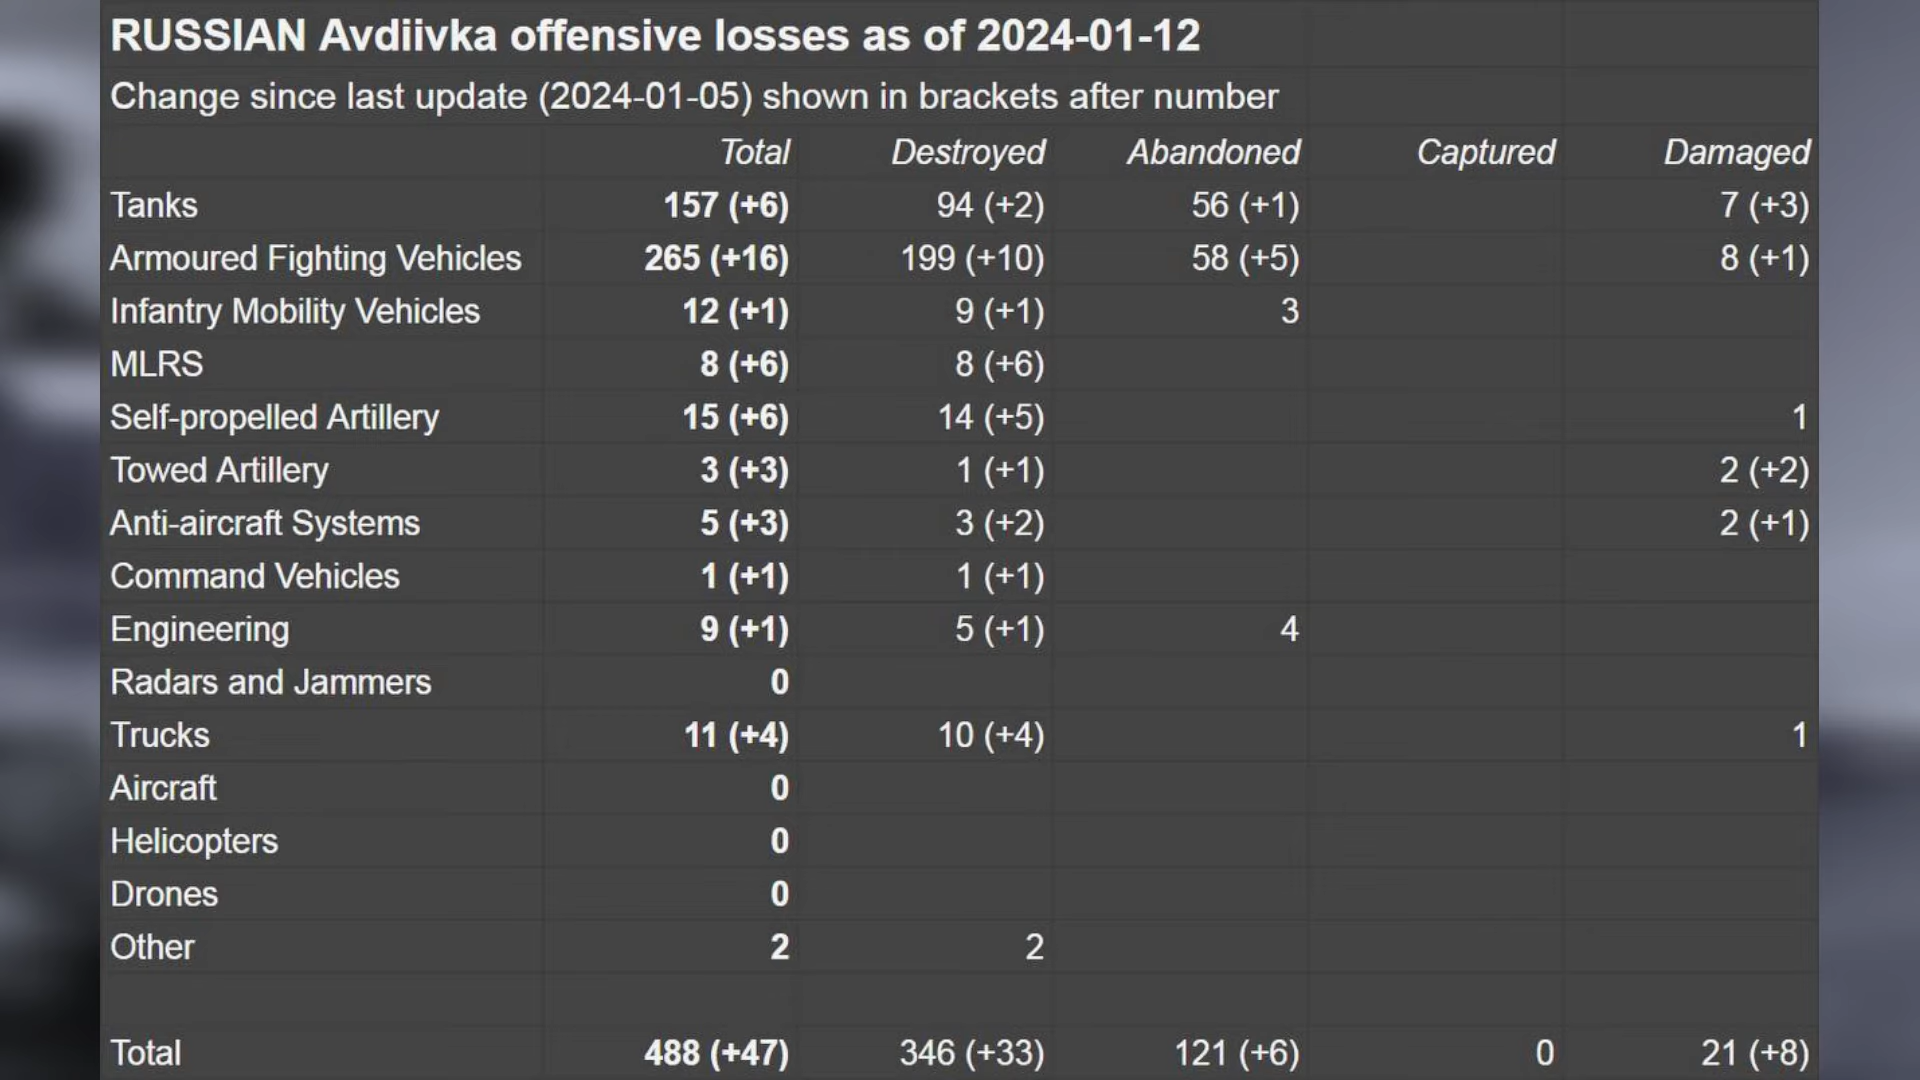 RUSSIAN Avdiivka offensive losses as of 2024-01-12
Change since last update (2024-01-05) shown in brackets after number
Total Destroyed Abandoned Captured Damaged
Tanks 157 (+6) 94 (+2) 56 (+1) 7 (+3)
Armoured Fighting Vehicles 265 (+16) 199 (+10) 58 (+5) 8 (+1)
Infantry Mobility Vehicles 12 (+1) 9 (+1) 3
MLRS 8 (+6) 8 (+6)
Self-propelled Artillery 15 (+6) 14 (+5) 1
Towed Artillery 3 (+3) 1 (+1) 2 (+2)
Anti-aircraft Systems 5 (+3) 3 (+2) 2 (+1)
Command Vehicles 1 (+1) 1 (+1)
Engineering 9 (+1) 5 (+1) 4
Radars and Jammers 0
Trucks 11 (+4) 10 (+4) 1
Aircraft 0
Helicopters 0
Drones 0
Other 2 2
Total 488 (+47) 346 (+33) 121 (+6) 0 21 (+8)